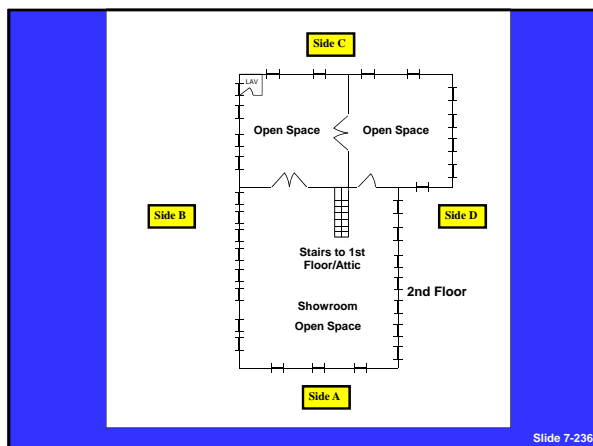 Side C
LAV
Open Space
Open Space
Side B
Side D
Stairs to 1st
Floor/Attic
2nd Floor
Showroom
Open Space
Side A
Slide 7-236